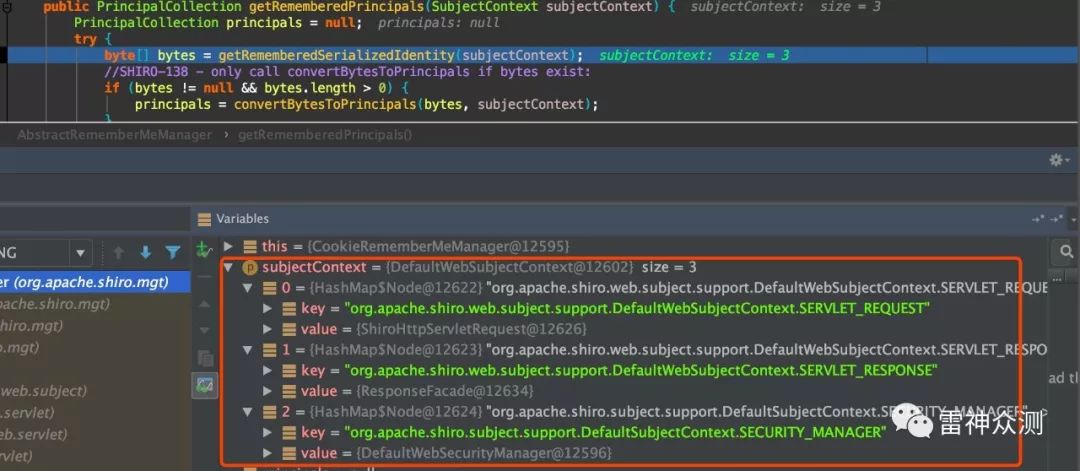 public PrincipalCollection getRememberedPrincipals(SubjectContext subjectContext) { subjectContext: size = 3
PrincipalCollection principals = null; principals: null
try {
byte[] bytes = getRememberedSerializedIdentity(subjectContext); subjectContext: size = 3
//SHIRO-138 - only call convertBytesToPrincipals if bytes exist:
if (bytes != null && bytes.length > 0) {
principals = convertBytesToPrincipals(bytes, subjectContext);
AbstractRememberMeManager › getRememberedPrincipals()
Variables
NG
this = {CookieRememberMeManager@12595}
er (org.apache.shiro.mgt)
subjectContext = {DefaultWebSubjectContext@12602} size = 3
pache.shiro.mgt)
0 = {HashMap$Node@12622} "org.apache.shiro.web.subject.support.DefaultWebSubjectContext.SERVLET_REQUE
hiro.mgt)
key = "org.apache.shiro.web.subject.support.DefaultWebSubjectContext.SERVLET_REQUEST"
mgt)
value = {ShiroHttpServletRequest@12626}
1 = {HashMap$Node@12623} "org.apache.shiro.web.subject.support.DefaultWebSubjectContext.SERVLET_RESPO
key = "org.apache.shiro.web.subject.support.DefaultWebSubjectContext.SERVLET_RESPONSE"
ad t
web.subject)
value = {ResponseFacade@12634}
.servlet)
2 = {HashMap$Node@12624} "org.apache.shiro.subject.support.DefaultSubjectContext.SECURITY_MANAGER"
eb.servlet)
key = "org.apache.shiro.subject.support.DefaultSubjectContext.SECURITY_MANAGER"
value = {DefaultWebSecurityManager@12596}
雷神众测